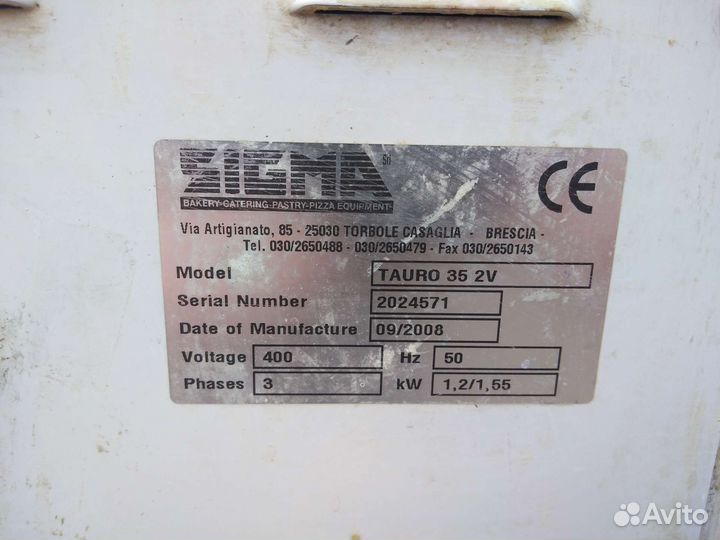 SIGMA Srl
BAKERY-CATERING-PASTRY-PIZZA EQUIPMENT
CE
Via Artigianato, 85 - 25030 TORBOLE CASAGLIA - BRESCIA -
Tel. 030/2650488 - 030/2650479 - Fax 030/2650143
Model TAURO 35 2V
Serial Number 2024571
Date of Manufacture 09/2008
Voltage 400 Hz 50
Phases 3 kW 1,2/1,55
Avito